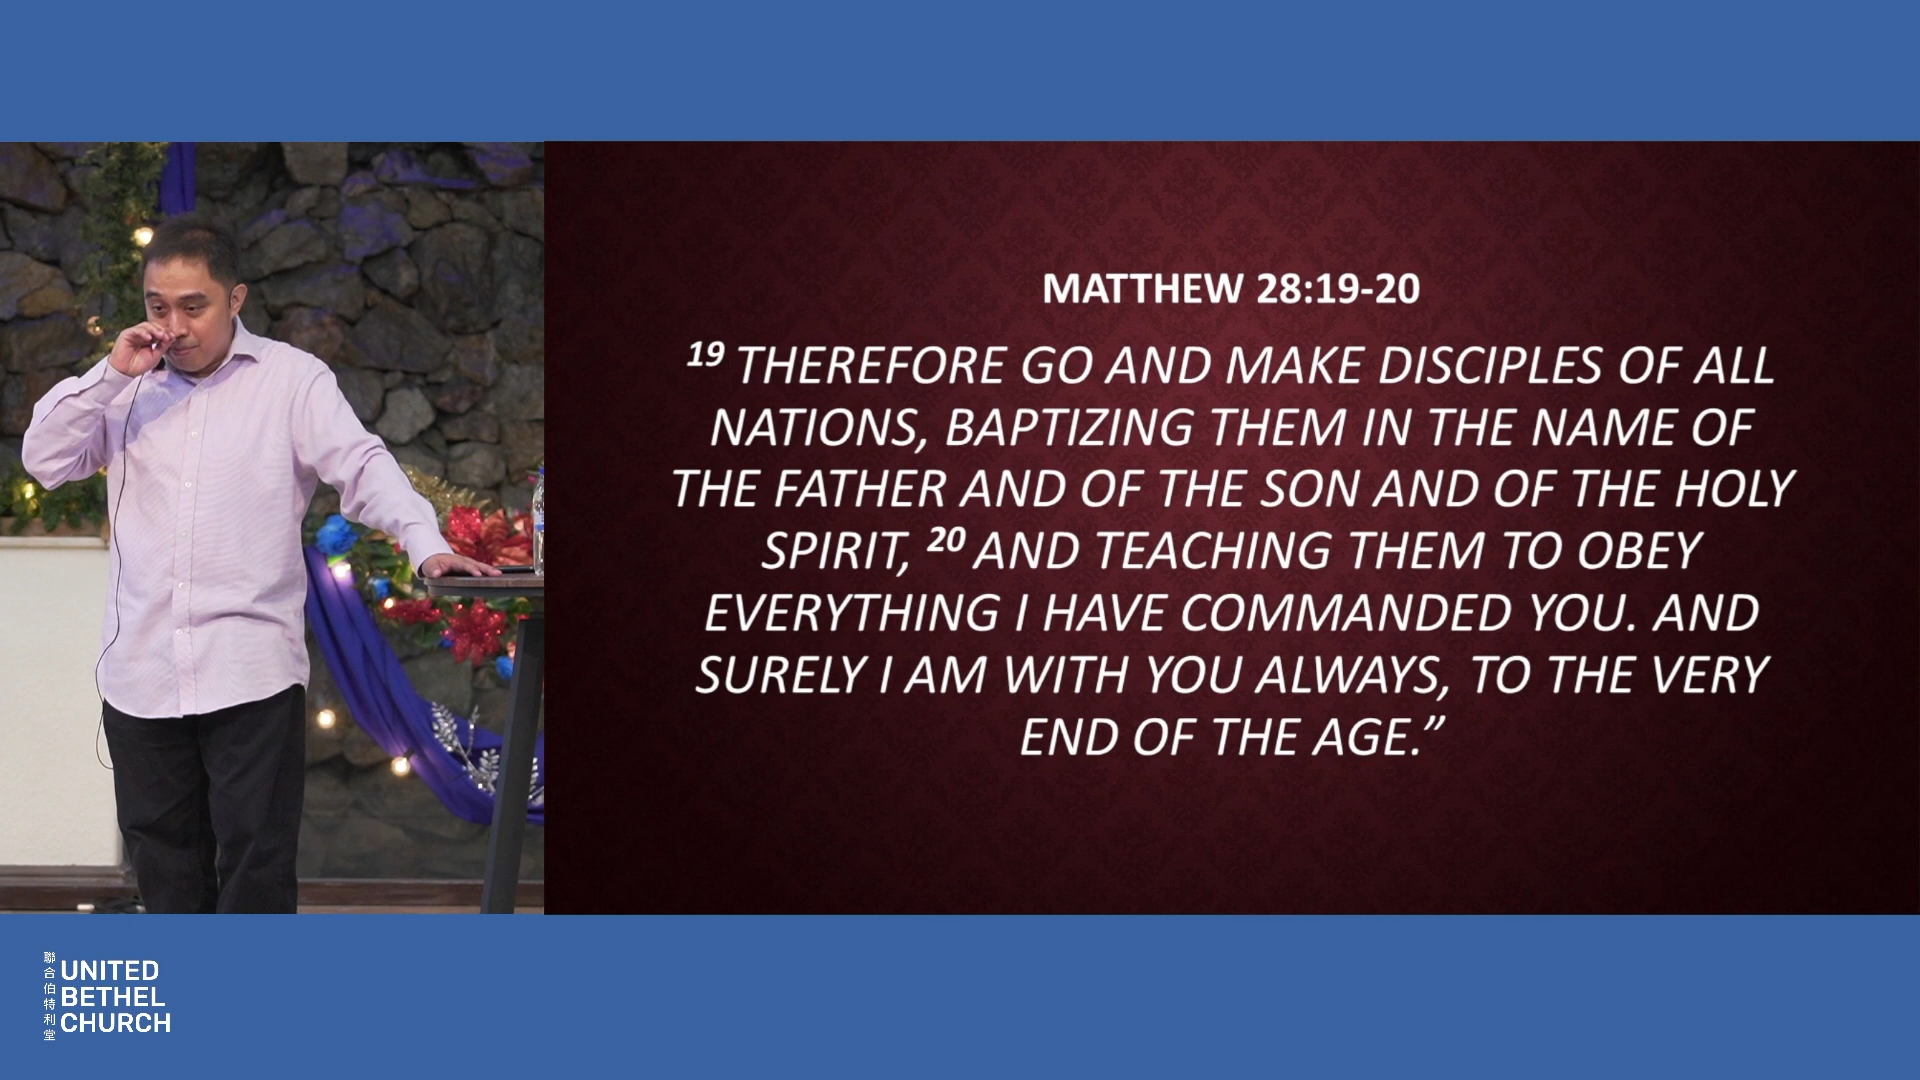 MATTHEW 28:19-20
19 THEREFORE GO AND MAKE DISCIPLES OF ALL
NATIONS, BAPTIZING THEM IN THE NAME OF
THE FATHER AND OF THE SON AND OF THE HOLY
SPIRIT, 20 AND TEACHING THEM TO OBEY
EVERYTHING I HAVE COMMANDED YOU. AND
SURELY I AM WITH YOU ALWAYS, TO THE VERY
END OF THE AGE.”
聯合伯特利堂
UNITED
BETHEL
CHURCH